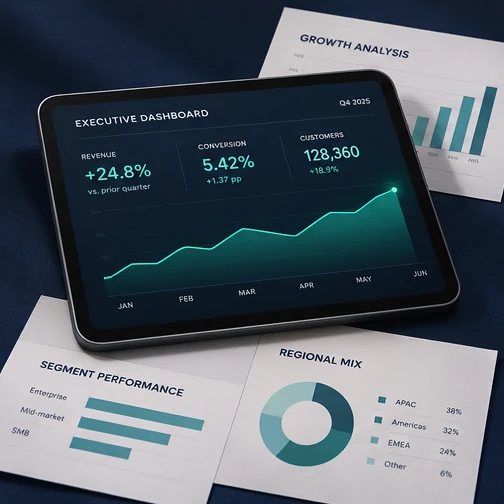 GROWTH ANALYSIS
EXECUTIVE DASHBOARD
Q4 2025
REVENUE
+24.8%
vs. prior quarter
CONVERSION
5.42%
+1.37 pp
CUSTOMERS
128,360
+18.9%
JAN FEB MAR APR MAY JUN
SEGMENT PERFORMANCE
Enterprise
Mid-market
SMB
REGIONAL MIX
APAC 38%
Americas 32%
EMEA 24%
Other 6%